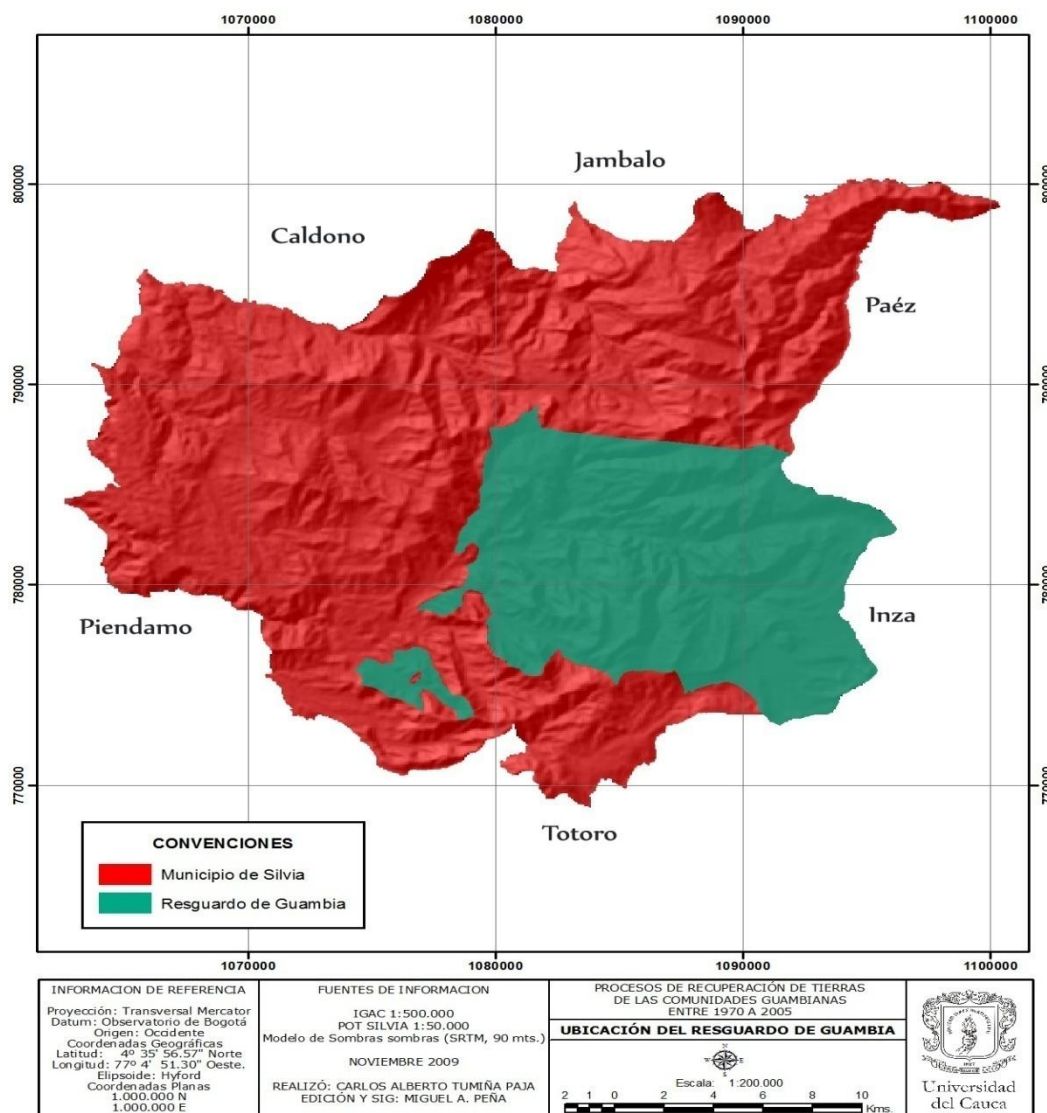 1070000 1080000 1090000 1100000
Jambalo
800000 800000
Caldono
Paéz
790000 790000
780000 780000
Piendamo
Inza
770000 770000
Totoro
CONVENCIONES
Municipio de Silvia
Resguardo de Guambia
1070000 1080000 1090000 1100000
INFORMACION DE REFERENCIA
Proyección: Transversal Mercator
Datum: Observatorio de Bogotá
Origen: Occidente
Coordenadas Geográficas
Latitud: 4º 35' 56.57" Norte
Longitud: 77º 4' 51.30" Oeste.
Elipsoide: Hyford
Coordenadas Planas
1.000.000 N
1.000.000 E
FUENTES DE INFORMACION
IGAC 1:500.000
POT SILVIA 1:50.000
Modelo de Sombras sombras (SRTM, 90 mts.)
NOVIEMBRE 2009
REALIZÓ: CARLOS ALBERTO TUMIÑA PAJA
EDICIÓN Y SIG: MIGUEL A. PEÑA
PROCESOS DE RECUPERACIÓN DE TIERRAS
DE LAS COMUNIDADES GUAMBIANAS
ENTRE 1970 A 2005
UBICACIÓN DEL RESGUARDO DE GUAMBIA
Escala: 1:200.000
2 1 0 2 4 6 8 10
Kms.
Universidad
del Cauca